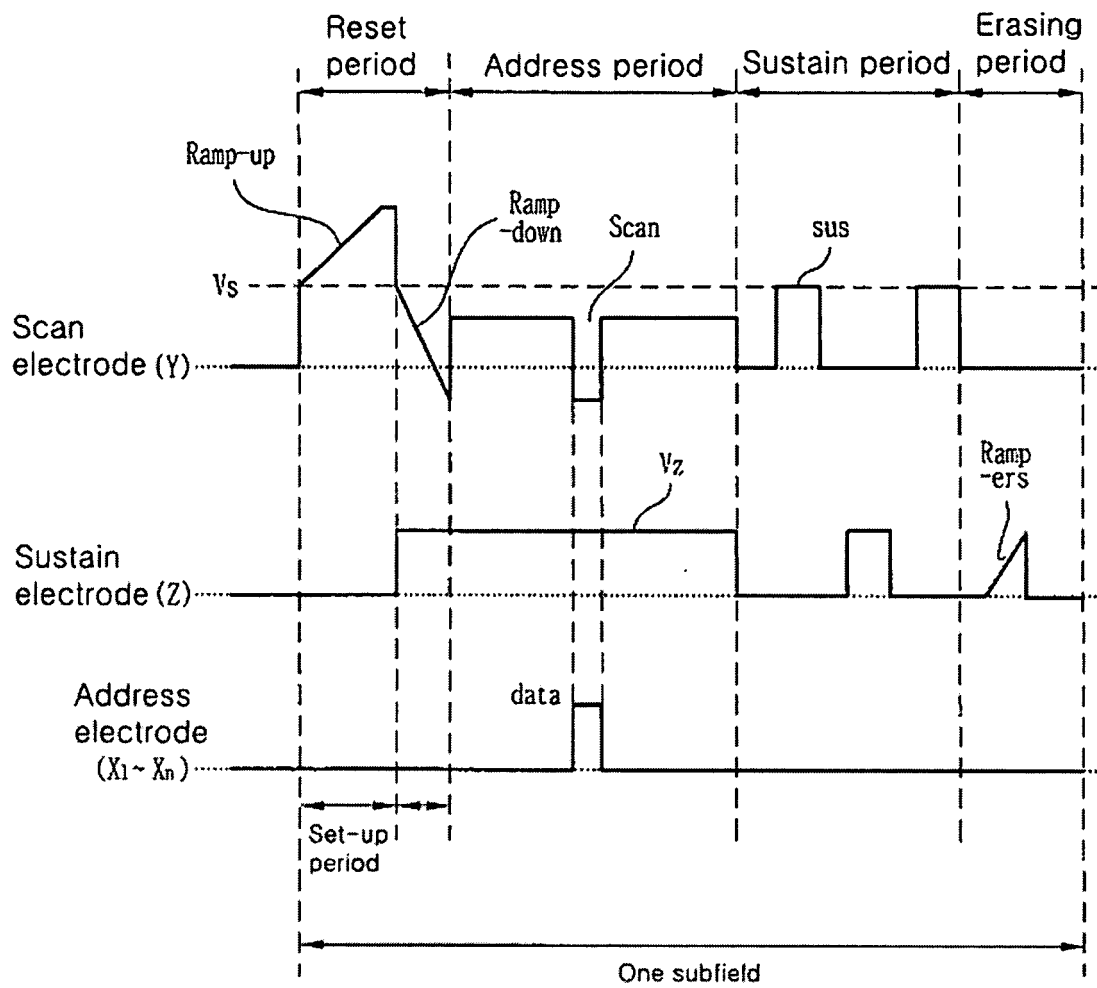 Reset
period
Address period
Sustain period
Erasing
period
Ramp-up
Ramp
-down
Scan
sus
Vs
Scan
electrode (Y)
Vz
Ramp
-ers
Sustain
electrode (Z)
data
Address
electrode
(X1~Xn)
Set-up
period
One subfield